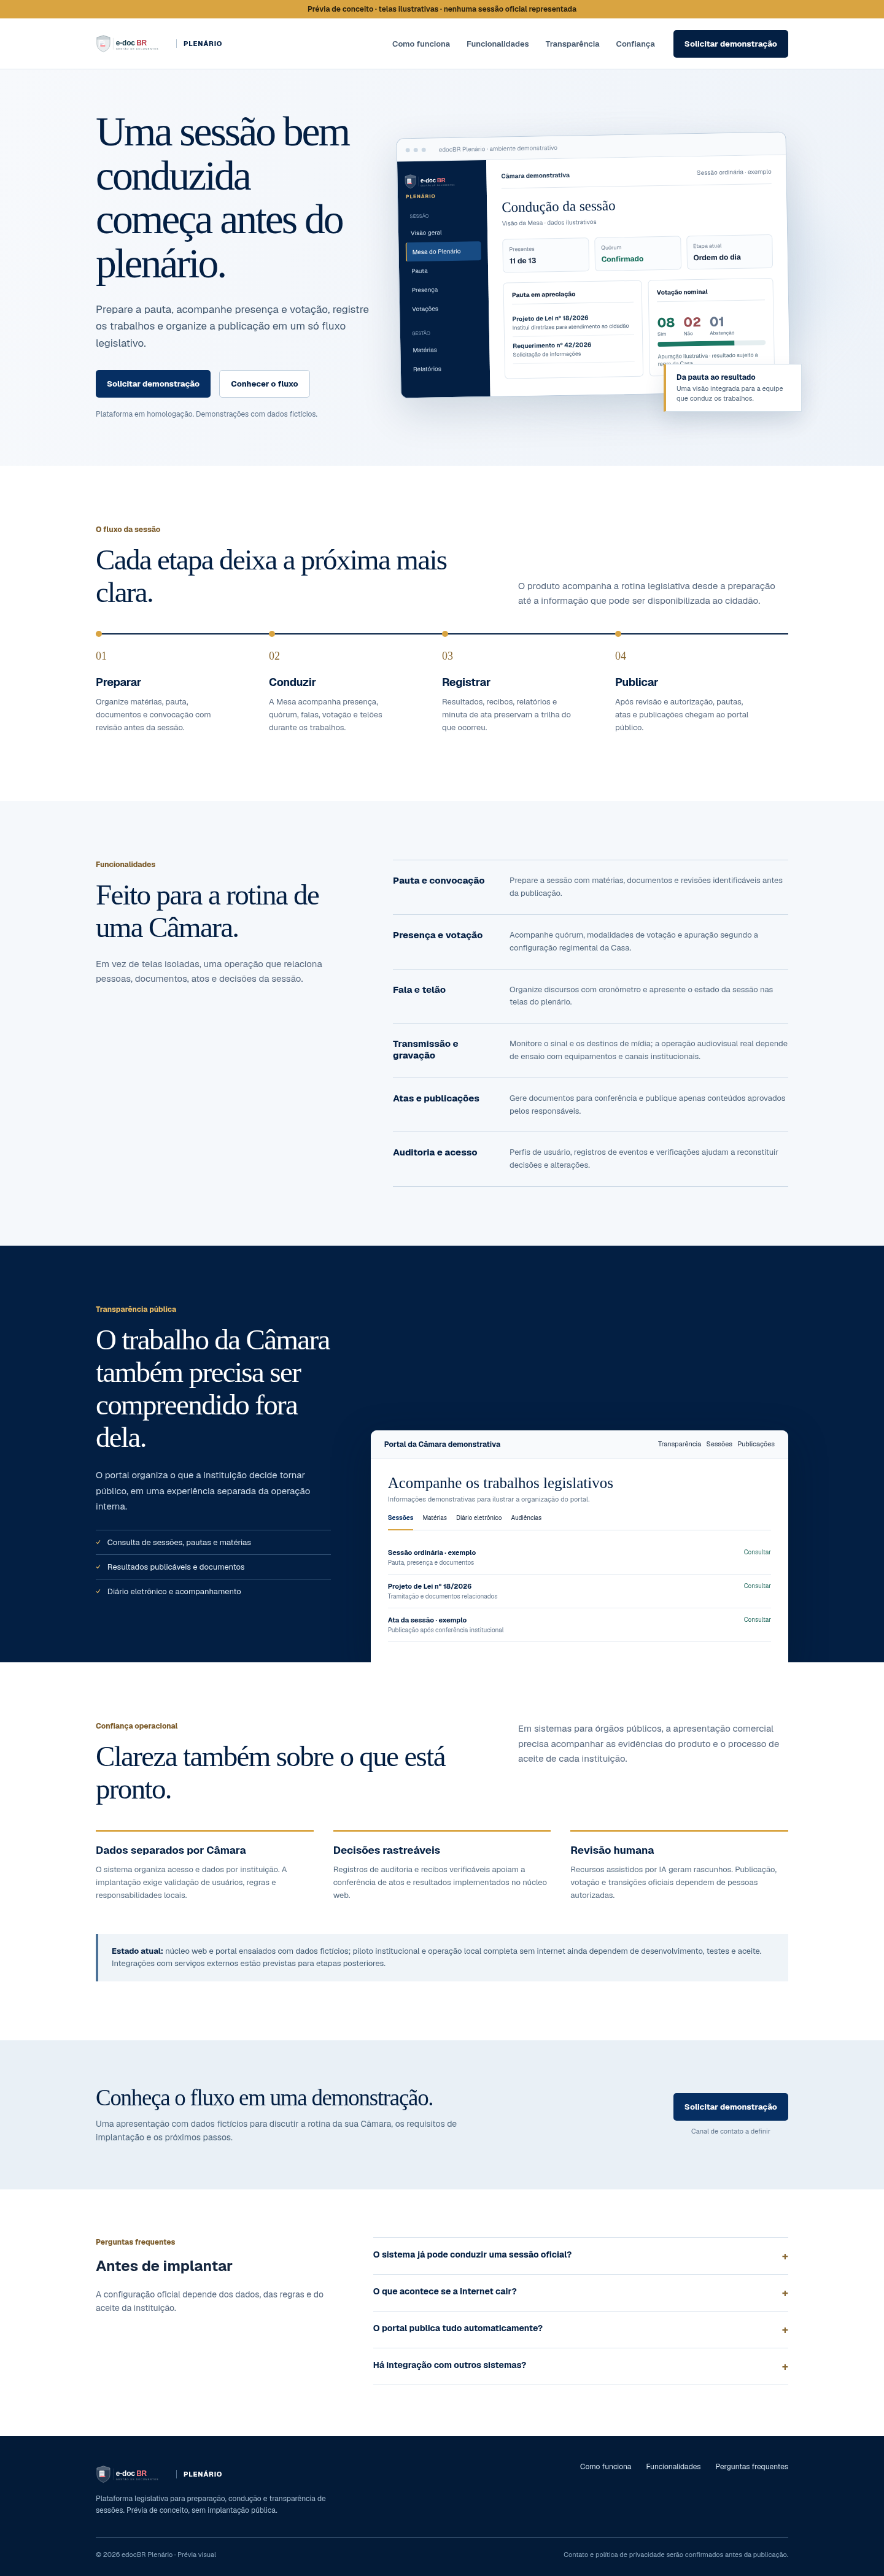 Prévia de conceito · telas ilustrativas · nenhuma sessão oficial representada
e-doc BR
PLENÁRIO
Como funciona
Funcionalidades
Transparência
Confiança
Solicitar demonstração
Uma sessão bem
conduzida
começa antes do
plenário.
Prepare a pauta, acompanhe presença e votação, registre
os trabalhos e organize a publicação em um só fluxo
legislativo.
Solicitar demonstração
Conhecer o fluxo
Plataforma em homologação. Demonstrações com dados fictícios.
edocBR Plenário · ambiente demonstrativo
e-doc BR
PLENÁRIO
SESSÃO
Visão geral
Mesa do Plenário
Pauta
Presença
Votações
GESTÃO
Matérias
Relatórios
Câmara demonstrativa
Sessão ordinária · exemplo
Condução da sessão
Visão da Mesa · dados ilustrativos
Presentes
11 de 13
Quórum
Confirmado
Etapa atual
Ordem do dia
Pauta em apreciação
Projeto de Lei nº 18/2026
Institui diretrizes para atendimento ao cidadão
Requerimento nº 42/2026
Solicitação de informações
Votação nominal
08
Sim
02
Não
01
Abstenção
Apuração ilustrativa · resultado sujeito a
Da pauta ao resultado
Uma visão integrada para a equipe
que conduz os trabalhos.
O fluxo da sessão
Cada etapa deixa a próxima mais
clara.
O produto acompanha a rotina legislativa desde a preparação
até a informação que pode ser disponibilizada ao cidadão.
01
Preparar
Organize matérias, pauta,
documentos e convocação com
revisão antes da sessão.
02
Conduzir
A Mesa acompanha presença,
quórum, falas, votação e telões
durante os trabalhos.
03
Registrar
Resultados, recibos, relatórios e
minuta de ata preservam a trilha do
que ocorreu.
04
Publicar
Após revisão e autorização, pautas,
atas e publicações chegam ao portal
público.
Funcionalidades
Feito para a rotina de
uma Câmara.
Em vez de telas isoladas, uma operação que relaciona
pessoas, documentos, atos e decisões da sessão.
Pauta e convocação
Prepare a sessão com matérias, documentos e revisões identificáveis antes
da publicação.
Presença e votação
Acompanhe quórum, modalidades de votação e apuração segundo a
configuração regimental da Casa.
Fala e telão
Organize discursos com cronômetro e apresente o estado da sessão nas
telas do plenário.
Transmissão e
gravação
Monitore o sinal e os destinos de mídia; a operação audiovisual real depende
de ensaio com equipamentos e canais institucionais.
Atas e publicações
Gere documentos para conferência e publique apenas conteúdos aprovados
pelos responsáveis.
Auditoria e acesso
Perfis de usuário, registros de eventos e verificações ajudam a reconstituir
decisões e alterações.
Transparência pública
O trabalho da Câmara
também precisa ser
compreendido fora
dela.
O portal organiza o que a instituição decide tornar
público, em uma experiência separada da operação
interna.
✓ Consulta de sessões, pautas e matérias
✓ Resultados publicáveis e documentos
✓ Diário eletrônico e acompanhamento
Portal da Câmara demonstrativa
Transparência Sessões Publicações
Acompanhe os trabalhos legislativos
Informações demonstrativas para ilustrar a organização do portal.
Sessões Matérias Diário eletrônico Audiências
Sessão ordinária · exemplo
Pauta, presença e documentos
Consultar
Projeto de Lei nº 18/2026
Tramitação e documentos relacionados
Consultar
Ata da sessão · exemplo
Publicação após conferência institucional
Consultar
Confiança operacional
Clareza também sobre o que está
pronto.
Em sistemas para órgãos públicos, a apresentação comercial
precisa acompanhar as evidências do produto e o processo de
aceite de cada instituição.
Dados separados por Câmara
O sistema organiza acesso e dados por instituição. A
implantação exige validação de usuários, regras e
responsabilidades locais.
Decisões rastreáveis
Registros de auditoria e recibos verificáveis apoiam a
conferência de atos e resultados implementados no núcleo
web.
Revisão humana
Recursos assistidos por IA geram rascunhos. Publicação,
votação e transições oficiais dependem de pessoas
autorizadas.
Estado atual: núcleo web e portal ensaiados com dados fictícios; piloto institucional e operação local completa sem internet ainda dependem de desenvolvimento, testes e aceite.
Integrações com serviços externos estão previstas para etapas posteriores.
Conheça o fluxo em uma demonstração.
Uma apresentação com dados fictícios para discutir a rotina da sua Câmara, os requisitos de
implantação e os próximos passos.
Solicitar demonstração
Canal de contato a definir
Perguntas frequentes
Antes de implantar
A configuração oficial depende dos dados, das regras e do
aceite da instituição.
O sistema já pode conduzir uma sessão oficial? +
O que acontece se a internet cair? +
O portal publica tudo automaticamente? +
Há integração com outros sistemas? +
e-doc BR
PLENÁRIO
Plataforma legislativa para preparação, condução e transparência de
sessões. Prévia de conceito, sem implantação pública.
Como funciona
Funcionalidades
Perguntas frequentes
© 2026 edocBR Plenário · Prévia visual
Contato e política de privacidade serão confirmados antes da publicação.